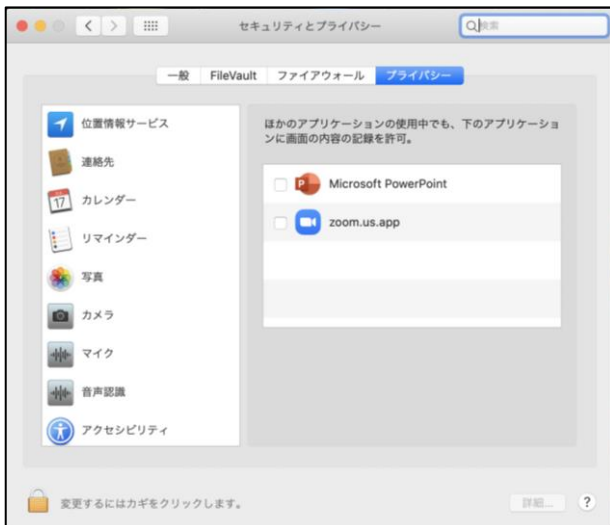 セキュリティとプライバシー
検索
一般 FileVault ファイアウォール プライバシー
位置情報サービス
連絡先
17 カレンダー
リマインダー
写真
カメラ
マイク
音声認識
アクセシビリティ
ほかのアプリケーションの使用中でも、下のアプリケーショ
ンに画面の内容の記録を許可。
Microsoft PowerPoint
zoom.us.app
変更するにはカギをクリックします。
詳細... ?